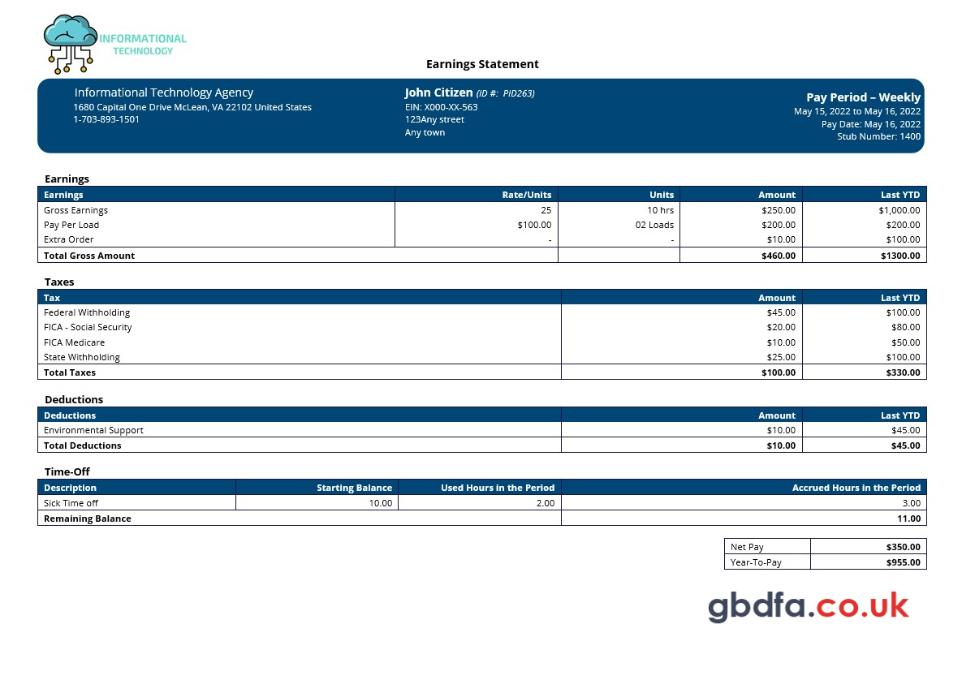 INFORMATIONAL
TECHNOLOGY
Earnings Statement
Informational Technology Agency
1680 Capital One Drive McLean, VA 22102 United States
1-703-893-1501
John Citizen (ID #: PID263)
EIN: X000-XX-563
123Any street
Any town
Pay Period – Weekly
May 15, 2022 to May 16, 2022
Pay Date: May 16, 2022
Stub Number: 1400
Earnings
Earnings Rate/Units Units Amount Last YTD
Gross Earnings 25 10 hrs $250.00 $1,000.00
Pay Per Load $100.00 02 Loads $200.00 $200.00
Extra Order - - $10.00 $100.00
Total Gross Amount $460.00 $1300.00
Taxes
Tax Amount Last YTD
Federal Withholding $45.00 $100.00
FICA - Social Security $20.00 $80.00
FICA Medicare $10.00 $50.00
State Withholding $25.00 $100.00
Total Taxes $100.00 $330.00
Deductions
Deductions Amount Last YTD
Environmental Support $10.00 $45.00
Total Deductions $10.00 $45.00
Time-Off
Description Starting Balance Used Hours in the Period Accrued Hours in the Period
Sick Time off 10.00 2.00 3.00
Remaining Balance 11.00
Net Pay $350.00
Year-To-Pay $955.00
gbdfa.co.uk